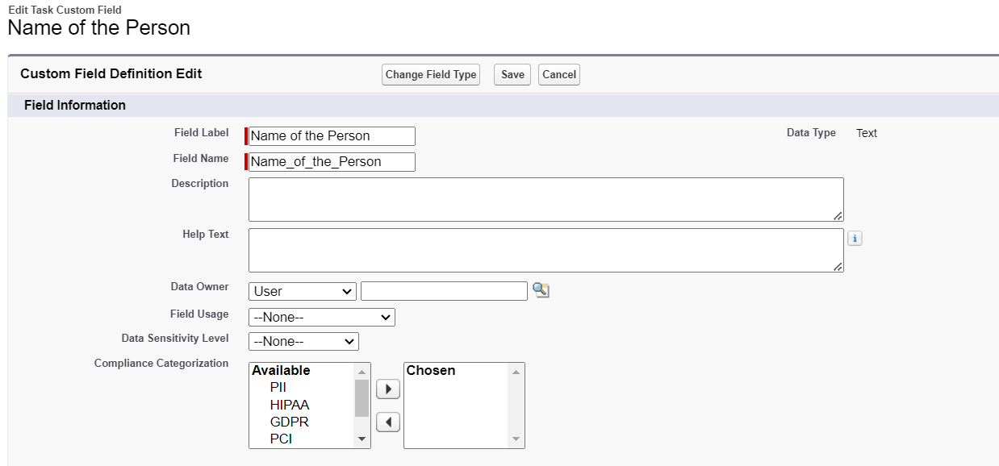 Edit Task Custom Field
Name of the Person
Custom Field Definition Edit
Change Field Type
Save
Cancel
Field Information
Field Label
Name of the Person
Data Type
Text
Field Name
Name_of_the_Person
Description
Help Text
i
Data Owner
User
Field Usage
--None--
Data Sensitivity Level
--None--
Compliance Categorization
Available
PII
HIPAA
GDPR
PCI
Chosen